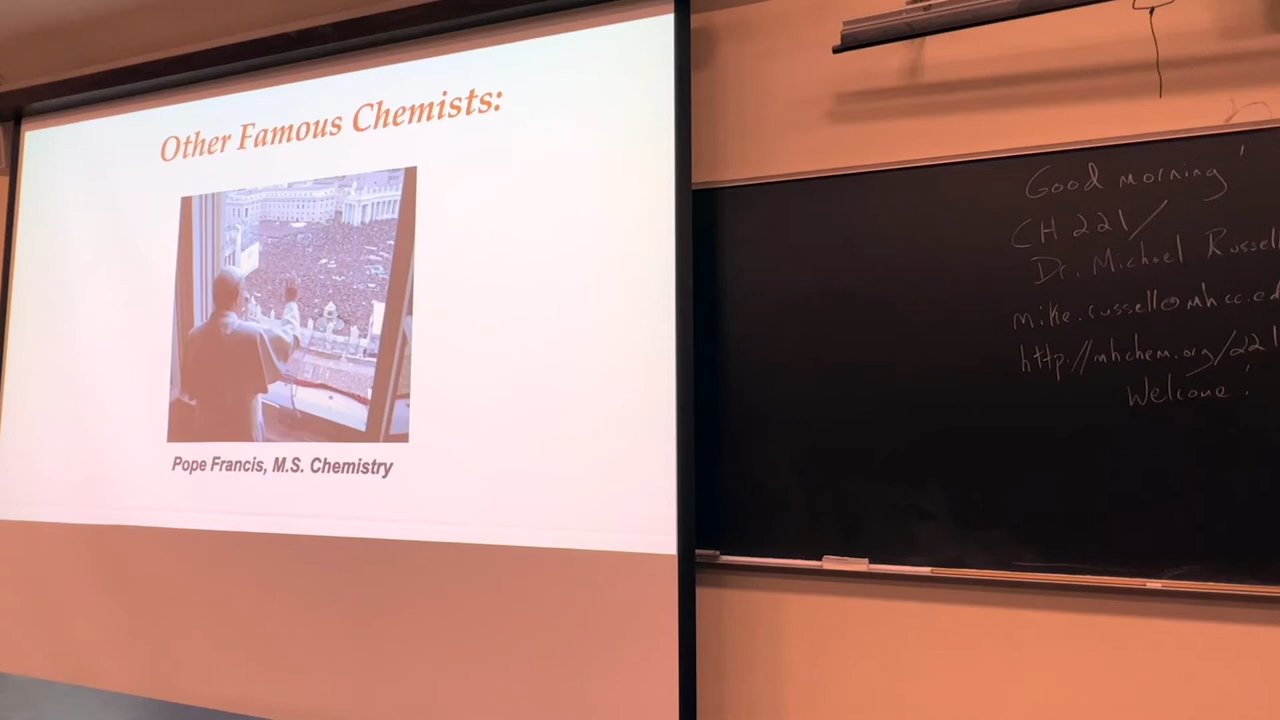 Other Famous Chemists:
Pope Francis, M.S. Chemistry
Good morning!
CH 221/
Dr. Michael Russell
mike.russell@mhcc.ed
http://mhchem.org/221
Welcome!